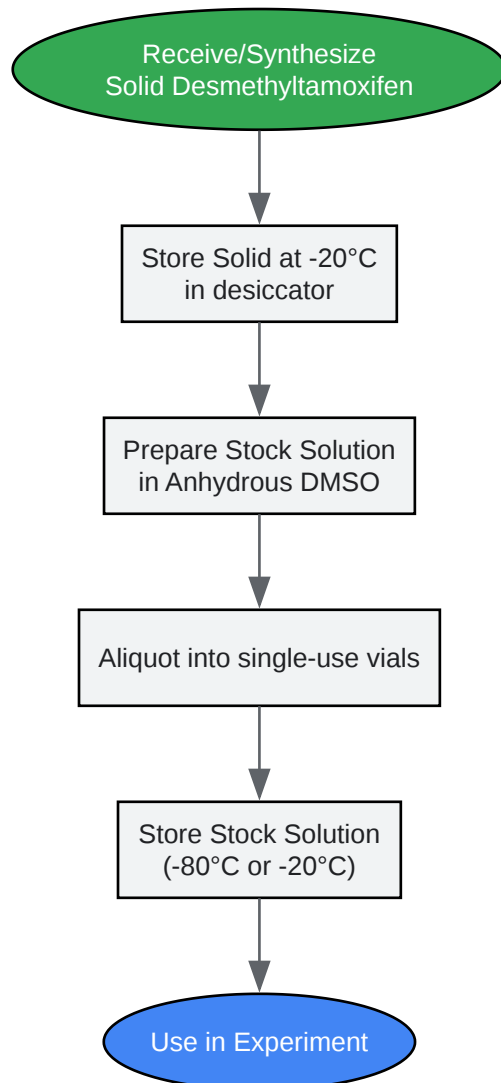 Receive/Synthesize
Solid Desmethyltamoxifen
Store Solid at -20°C
in desiccator
Prepare Stock Solution
in Anhydrous DMSO
Aliquot into single-use vials
Store Stock Solution
(-80°C or -20°C)
Use in Experiment